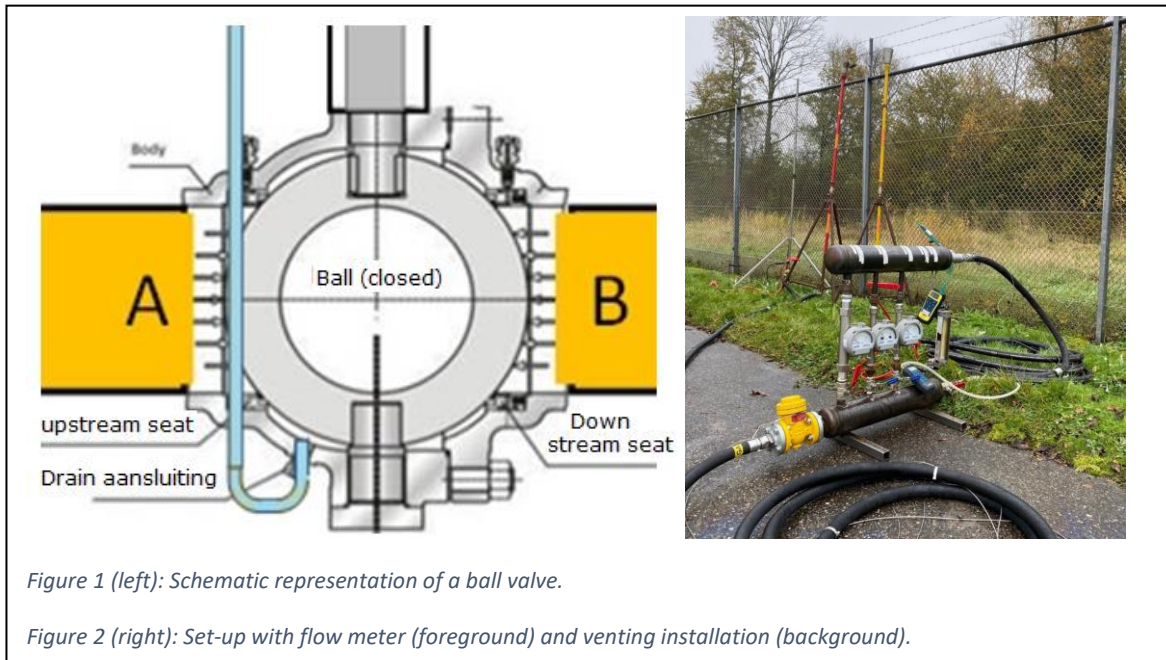 Body
A
Ball (closed)
B
upstream seat
Down
stream seat
Drain aansluiting
Figure 1 (left): Schematic representation of a ball valve.
Figure 2 (right): Set-up with flow meter (foreground) and venting installation (background).